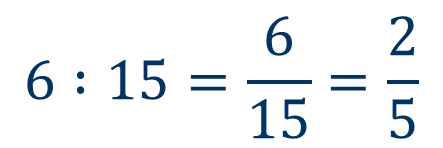 6 : 15 = 6/15 = 2/5